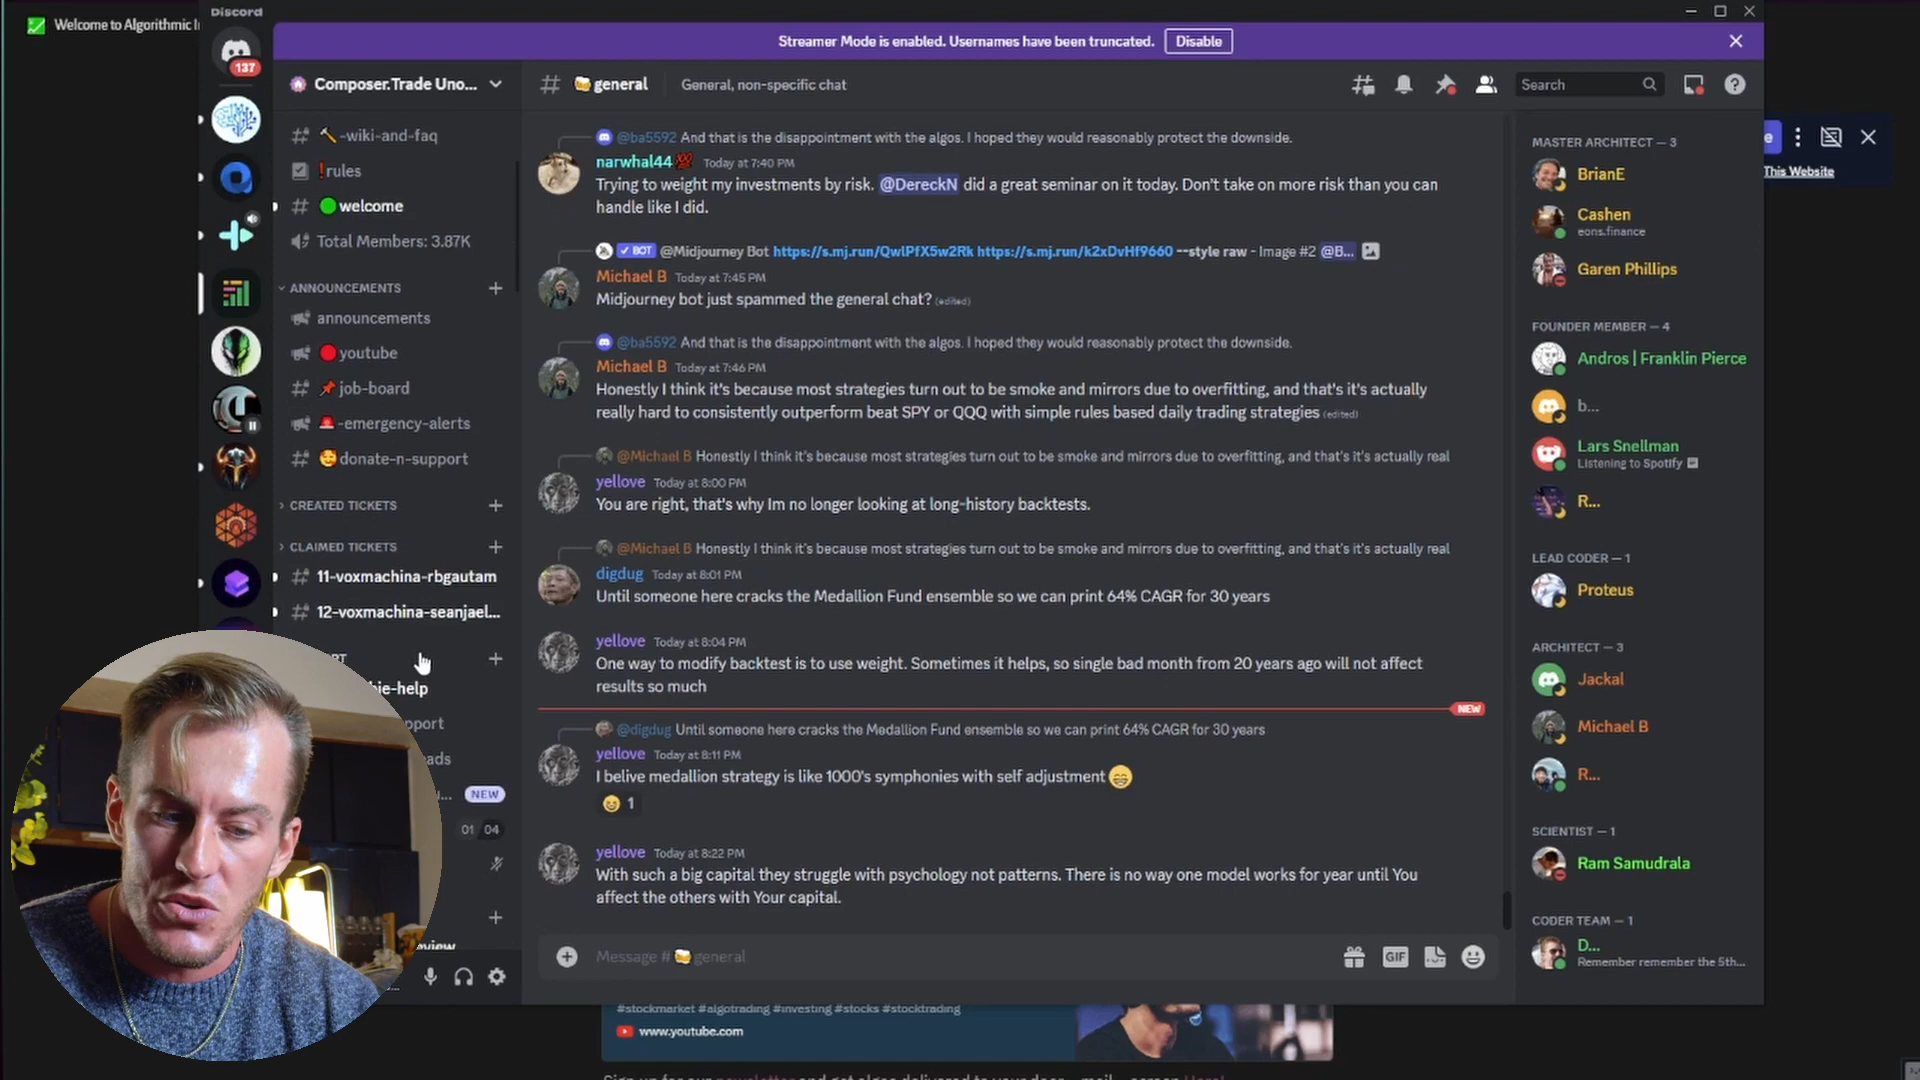 Discord
Welcome to Algorithmic I
Streamer Mode is enabled. Usernames have been truncated.
Disable
137
Composer.Trade Uno...
general
General, non-specific chat
Search
-wiki-and-faq
!rules
welcome
Total Members: 3.87K
ANNOUNCEMENTS
announcements
youtube
job-board
-emergency-alerts
donate-n-support
CREATED TICKETS
CLAIMED TICKETS
11-voxmachina-rbgautam
12-voxmachina-seanjael...
NEW
01 04
@ba5592 And that is the disappointment with the algos. I hoped they would reasonably protect the downside.
narwhal44 Today at 7:40 PM
Trying to weight my investments by risk. @DereckN did a great seminar on it today. Don't take on more risk than you can
handle like I did.
BOT @Midjourney Bot https://s.mj.run/QwlPfX5w2Rk https://s.mj.run/k2xDvHf9660 --style raw - Image #2 @B...
Michael B Today at 7:45 PM
Midjourney bot just spammed the general chat? (edited)
@ba5592 And that is the disappointment with the algos. I hoped they would reasonably protect the downside.
Michael B Today at 7:46 PM
Honestly I think it's because most strategies turn out to be smoke and mirrors due to overfitting, and that's it's actually
really hard to consistently outperform beat SPY or QQQ with simple rules based daily trading strategies (edited)
@Michael B Honestly I think it's because most strategies turn out to be smoke and mirrors due to overfitting, and that's it's actually real
yellove Today at 8:00 PM
You are right, that's why Im no longer looking at long-history backtests.
@Michael B Honestly I think it's because most strategies turn out to be smoke and mirrors due to overfitting, and that's it's actually real
digdug Today at 8:01 PM
Until someone here cracks the Medallion Fund ensemble so we can print 64% CAGR for 30 years
yellove Today at 8:04 PM
One way to modify backtest is to use weight. Sometimes it helps, so single bad month from 20 years ago will not affect
results so much
NEW
@digdug Until someone here cracks the Medallion Fund ensemble so we can print 64% CAGR for 30 years
yellove Today at 8:11 PM
I belive medallion strategy is like 1000's symphonies with self adjustment
1
yellove Today at 8:22 PM
With such a big capital they struggle with psychology not patterns. There is no way one model works for year until You
affect the others with Your capital.
Message # general
GIF
MASTER ARCHITECT — 3
BrianE
Cashen
eons.finance
Garen Phillips
FOUNDER MEMBER — 4
Andros | Franklin Pierce
b...
Lars Snellman
Listening to Spotify
R...
LEAD CODER — 1
Proteus
ARCHITECT — 3
Jackal
Michael B
R...
SCIENTIST — 1
Ram Samudrala
CODER TEAM — 1
D...
Remember remember the 5th...
This Website
#stockmarket #algotrading #investing #stocks #stocktrading
www.youtube.com